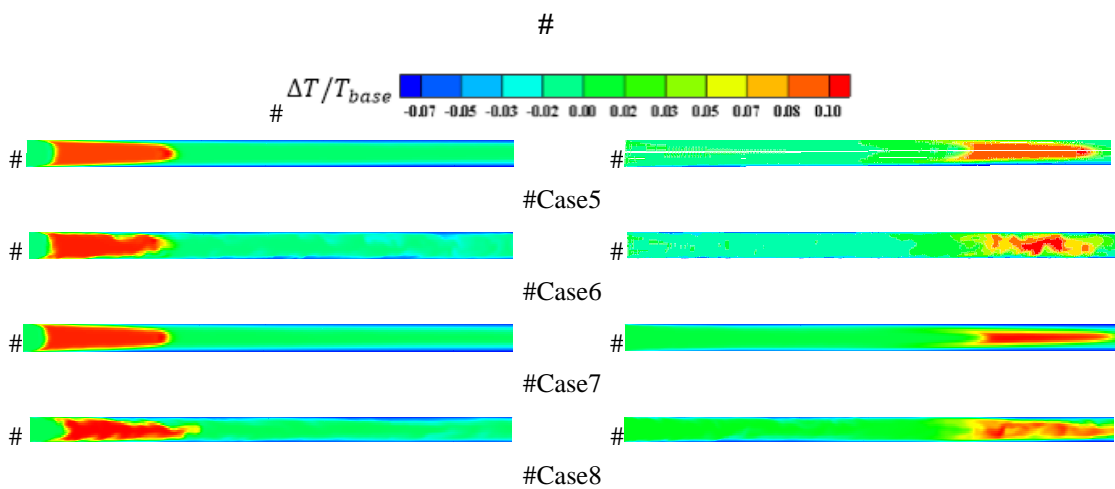 #
# ΔT/T_base
-0.07 -0.05 -0.03 -0.02 0.00 0.02 0.03 0.05 0.07 0.08 0.10
# #
#Case5
# #
#Case6
# #
#Case7
# #
#Case8